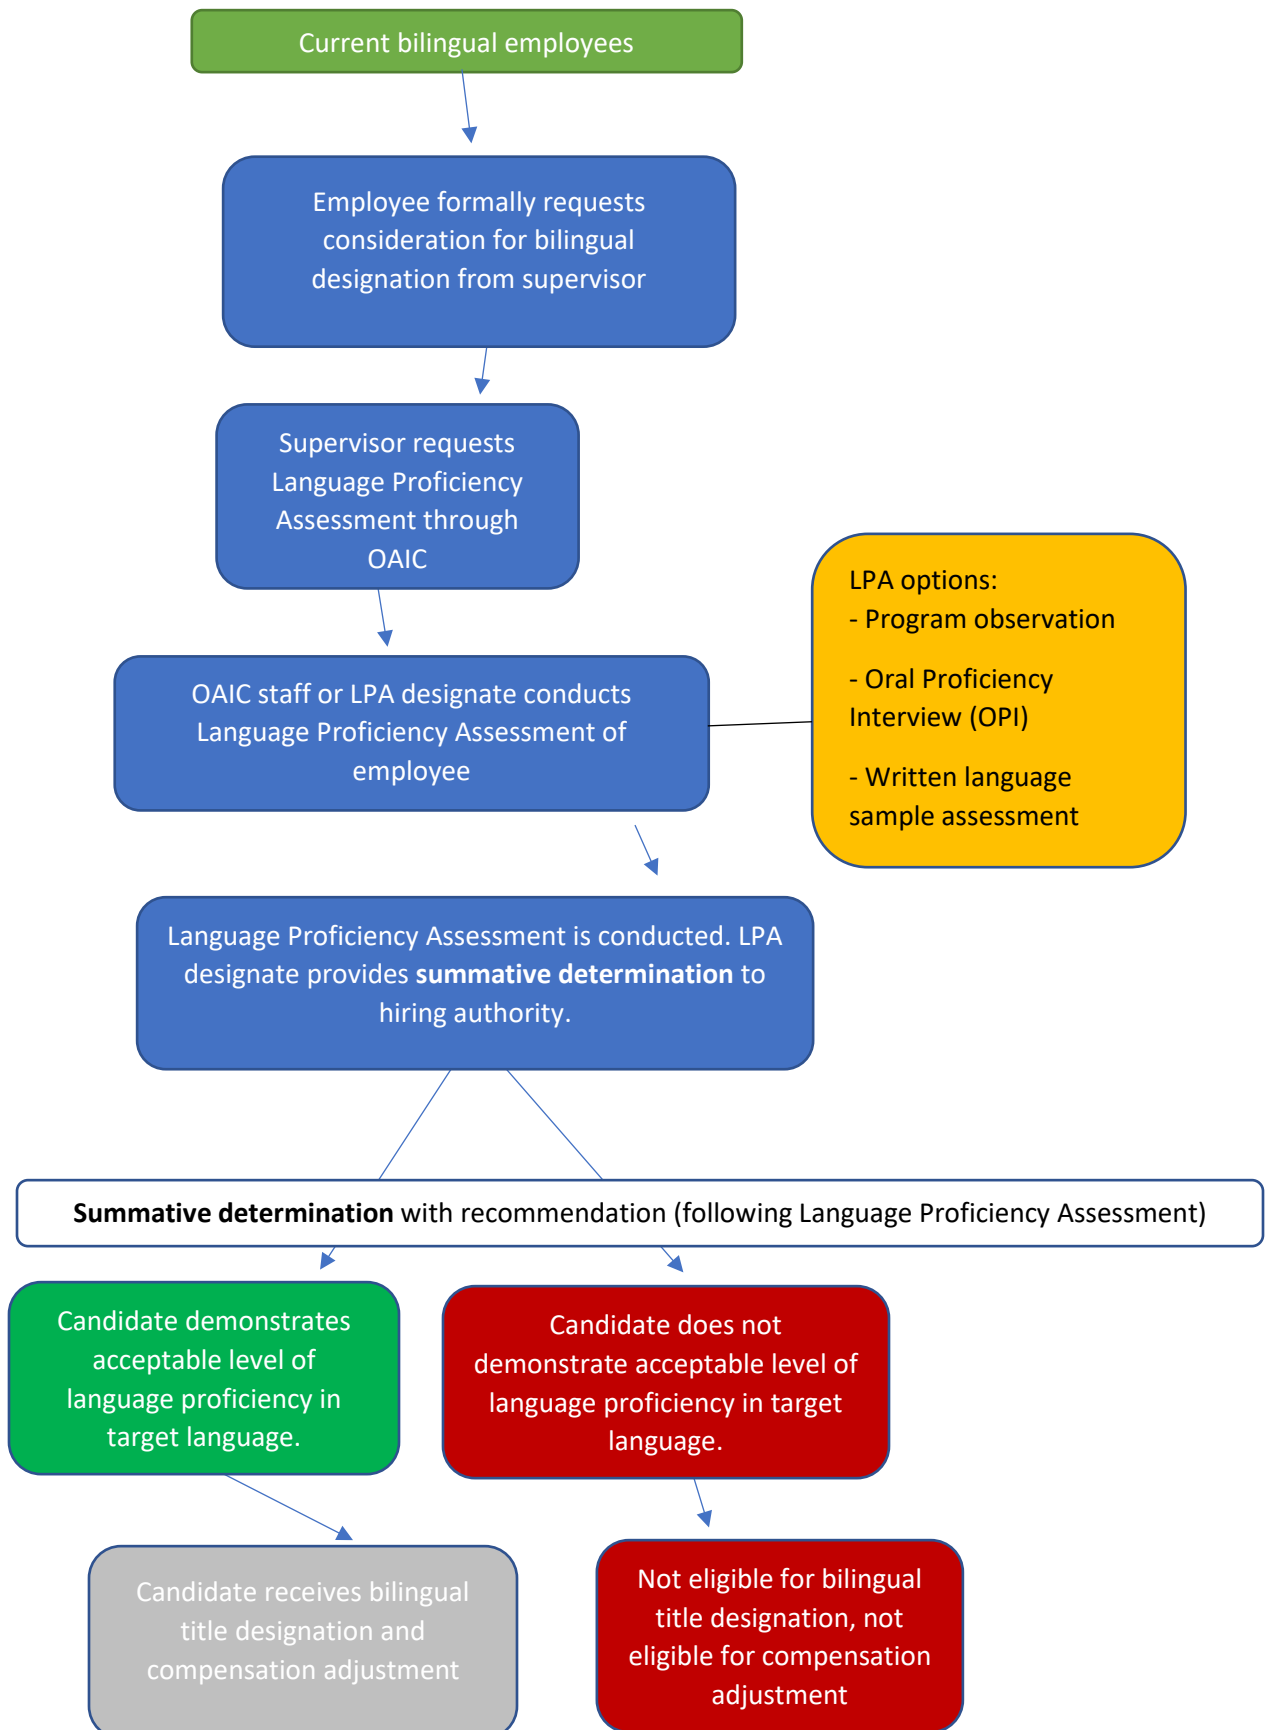 Current bilingual employees
Employee formally requests
consideration for bilingual
designation from supervisor
Supervisor requests
Language Proficiency
Assessment through
OAIC
LPA options:
- Program observation
- Oral Proficiency
Interview (OPI)
- Written language
sample assessment
OAIC staff or LPA designate conducts
Language Proficiency Assessment of
employee
Language Proficiency Assessment is conducted. LPA
designate provides summative determination to
hiring authority.
Summative determination with recommendation (following Language Proficiency Assessment)
Candidate demonstrates
acceptable level of
language proficiency in
target language.
Candidate does not
demonstrate acceptable level of
language proficiency in target
language.
Candidate receives bilingual
title designation and
compensation adjustment
Not eligible for bilingual
title designation, not
eligible for compensation
adjustment